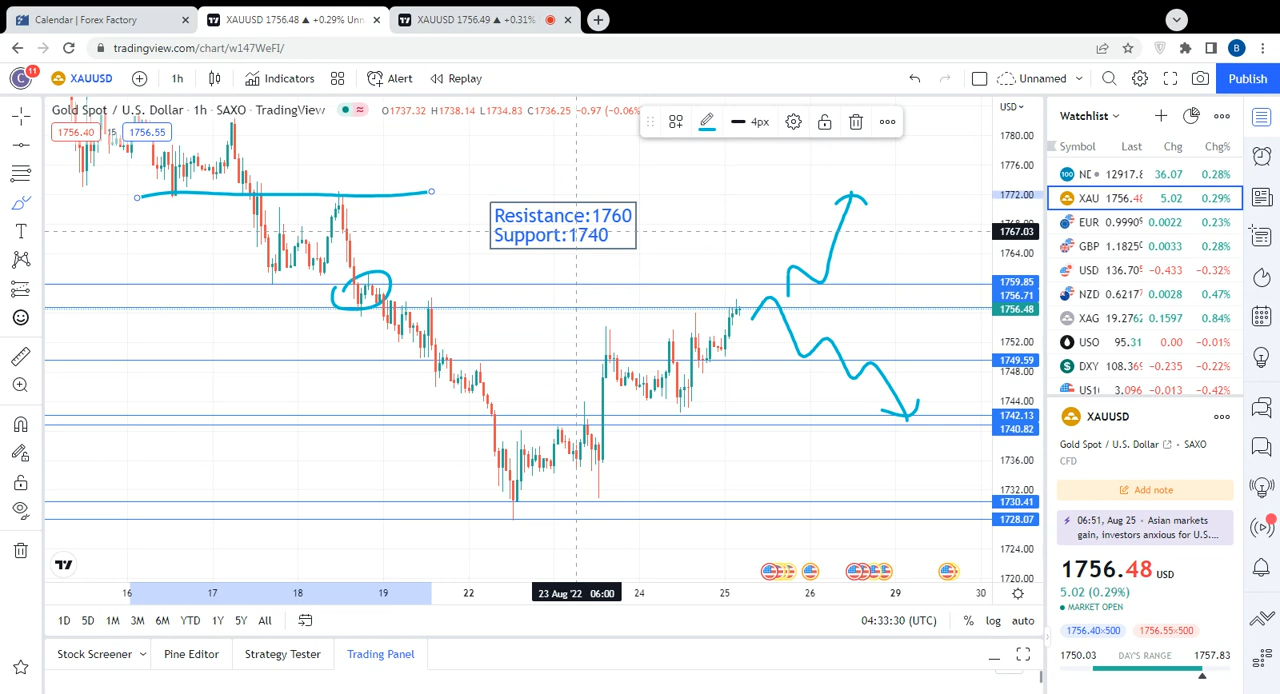 Calendar | Forex Factory
XAUUSD 1756.48 ▲ +0.29% Unn
XAUUSD 1756.49 ▲ +0.31%
tradingview.com/chart/w147WeFI/
B
C
11
XAUUSD
1h
Indicators
Alert
Replay
Unnamed
Publish
Gold Spot / U.S. Dollar · 1h · SAXO · TradingView
O1737.32 H1738.14 L1734.83 C1736.25 -0.97 (-0.06%
1756.40
15
1756.55
4px
USD
1780.00
1776.00
1772.00
1768.00
1767.03
1764.00
1759.85
1756.71
1756.48
1752.00
1749.59
1748.00
1744.00
1742.13
1740.82
1736.00
1730.41
1728.07
1724.00
1720.00
Resistance:1760
Support:1740
16
17
18
19
22
23 Aug '22 06:00
24
25
26
29
30
1D
5D
1M
3M
6M
YTD
1Y
5Y
All
04:33:30 (UTC)
%
log
auto
Stock Screener
Pine Editor
Strategy Tester
Trading Panel
Watchlist
Symbol Last Chg Chg%
100 NE 12917.8 36.07 0.28%
XAU 1756.48 5.02 0.29%
EUR 0.9990 0.0022 0.23%
GBP 1.1825 0.0033 0.28%
USD 136.70 -0.433 -0.32%
NZD 0.6217 0.0028 0.47%
XAG 19.2762 0.1597 0.84%
USO 95.31 0.00 -0.01%
DXY 108.36 -0.235 -0.22%
US1 3.096 -0.013 -0.42%
XAUUSD
Gold Spot / U.S. Dollar · SAXO
CFD
Add note
06:51, Aug 25 · Asian markets
gain, investors anxious for U.S....
1756.48 USD
5.02 (0.29%)
MARKET OPEN
1756.40×500
1756.55×500
1750.03 DAY'S RANGE 1757.83